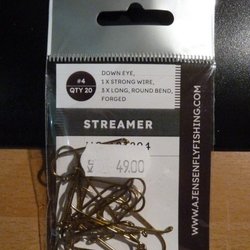 #4
QTY 20
DOWN EYE,
1 X STRONG WIRE,
3 X LONG, ROUND BEND,
FORGED
STREAMER
49.00
WWW.AJENSENFLYFISHING.COM